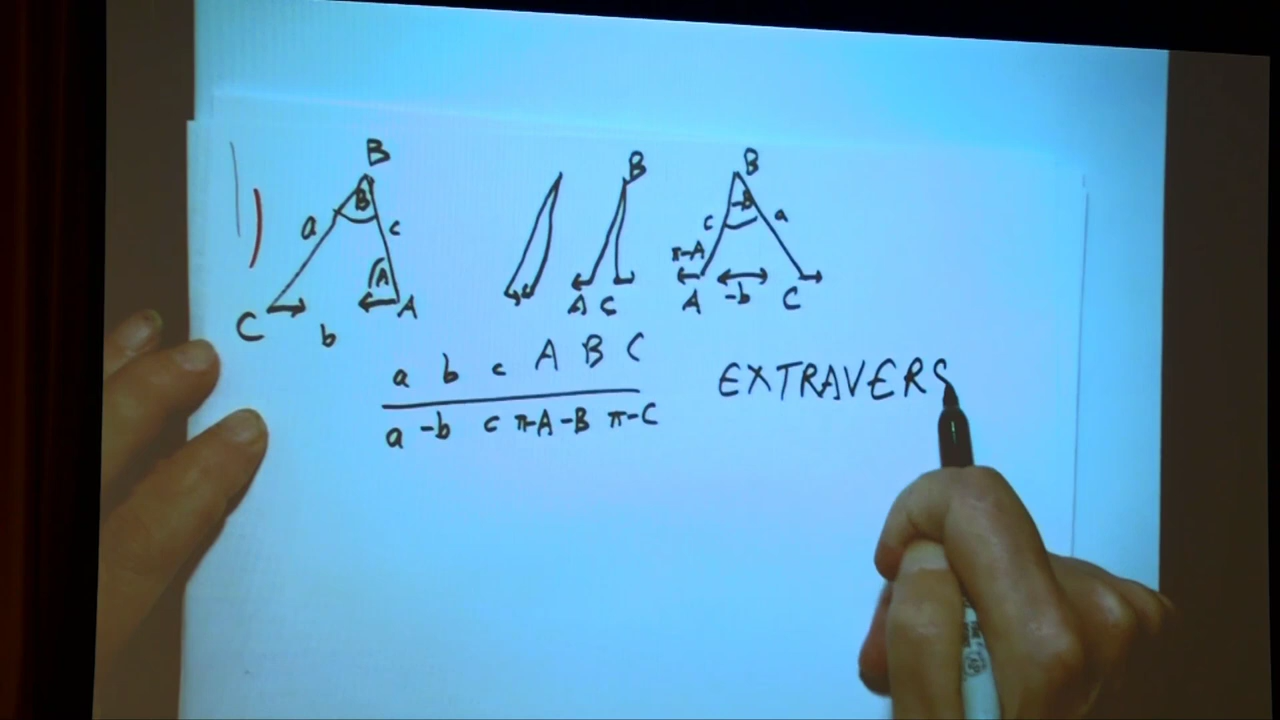 B B B
B -B
a c c a
π-A
A
C b A A C A -b C
a b c A B C
a -b c π-A -B π-C
EXTRAVERS